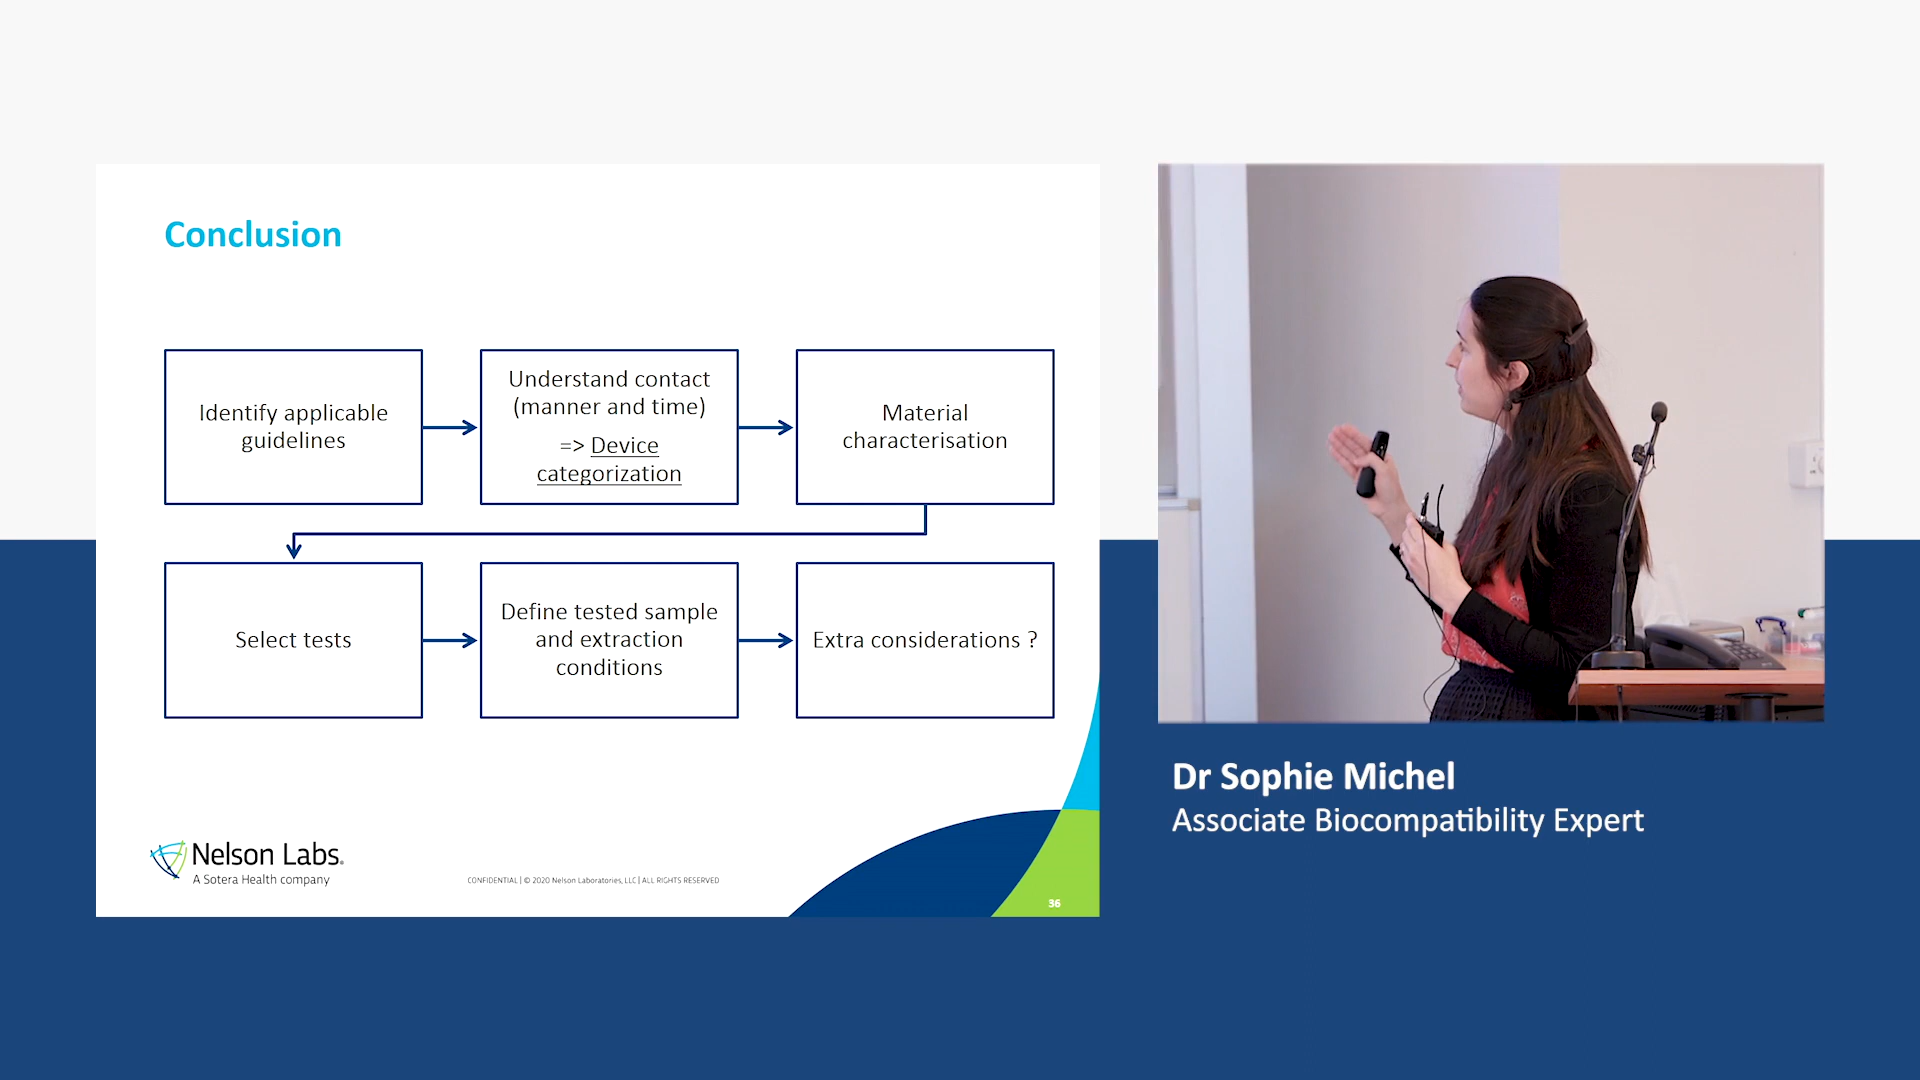 Conclusion
Identify applicable
guidelines
Understand contact
(manner and time)
=> Device
categorization
Material
characterisation
Select tests
Define tested sample
and extraction
conditions
Extra considerations ?
Nelson Labs.
A Sotera Health company
CONFIDENTIAL | © 2020 Nelson Laboratories, LLC | ALL RIGHTS RESERVED
36
Dr Sophie Michel
Associate Biocompatibility Expert